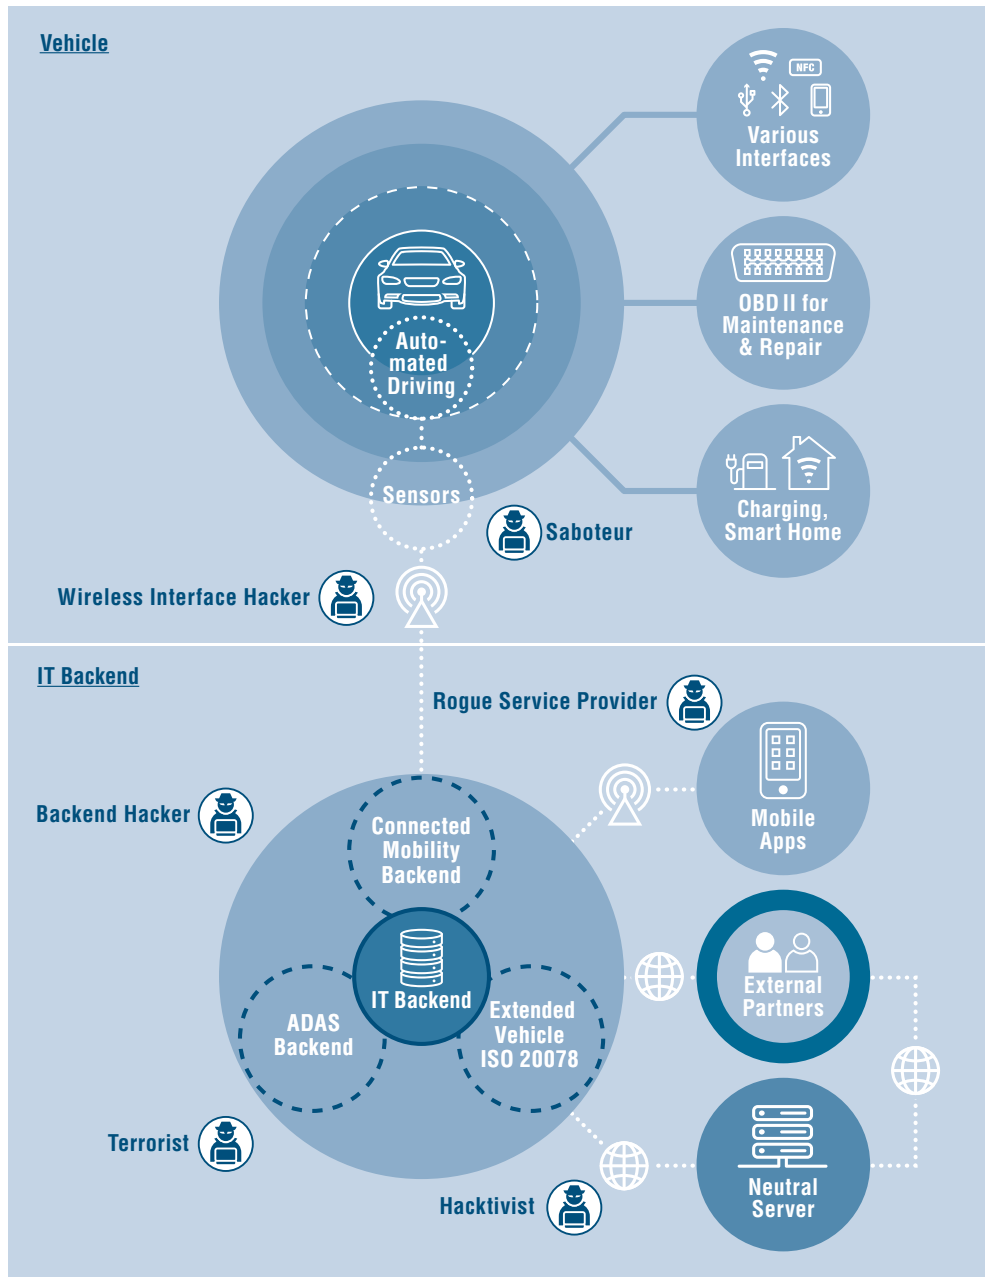 Vehicle
NFC
Various
Interfaces
OBD II for
Maintenance
& Repair
Auto-
mated
Driving
Sensors
Charging,
Smart Home
Saboteur
Wireless Interface Hacker
IT Backend
Rogue Service Provider
Backend Hacker
Mobile
Apps
Connected
Mobility
Backend
IT Backend
External
Partners
ADAS
Backend
Extended
Vehicle
ISO 20078
Terrorist
Hacktivist
Neutral
Server